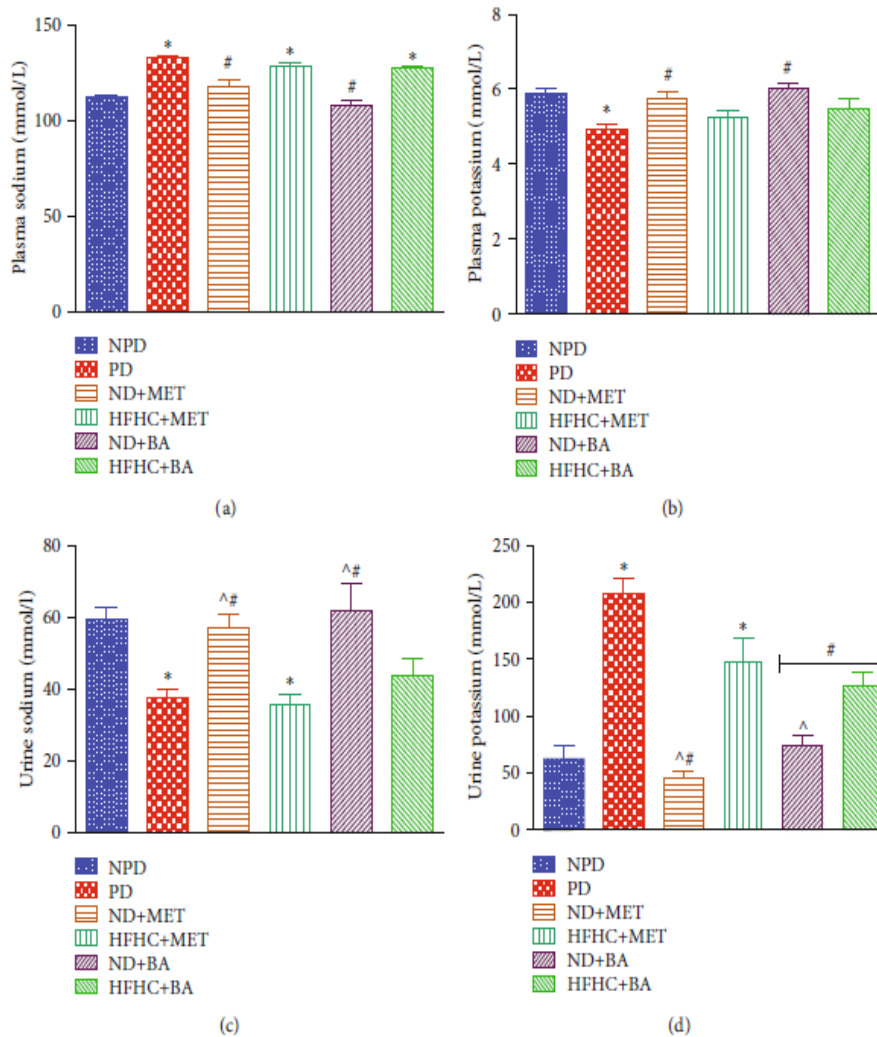 Plasma sodium (mmol/L)
150
100
50
0
*
#
*
#
*
NPD
PD
ND+MET
HFHC+MET
ND+BA
HFHC+BA
(a)
Plasma potassium (mmol/L)
8
6
4
2
0
*
#
#
NPD
PD
ND+MET
HFHC+MET
ND+BA
HFHC+BA
(b)
Urine sodium (mmol/l)
80
60
40
20
0
*
^#
*
^#
NPD
PD
ND+MET
HFHC+MET
ND+BA
HFHC+BA
(c)
Urine potassium (mmol/L)
250
200
150
100
50
0
*
^#
*
^
#
NPD
PD
ND+MET
HFHC+MET
ND+BA
HFHC+BA
(d)